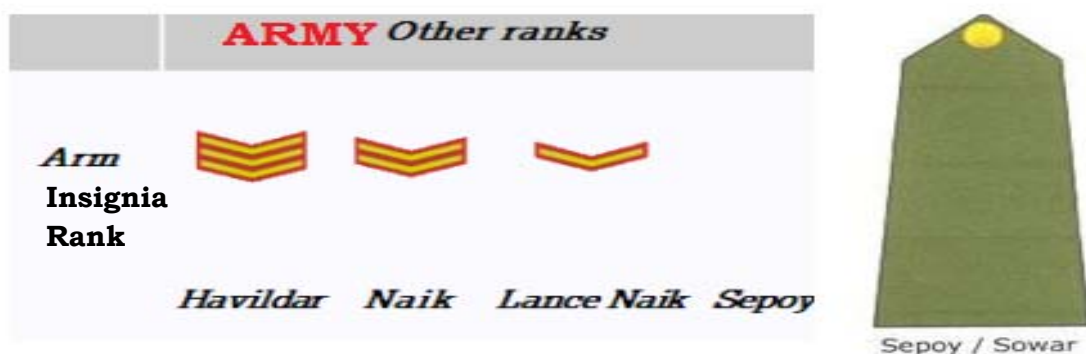 ARMY Other ranks
Arm
Insignia
Rank
Havildar Naik Lance Naik Sepoy
Sepoy / Sowar